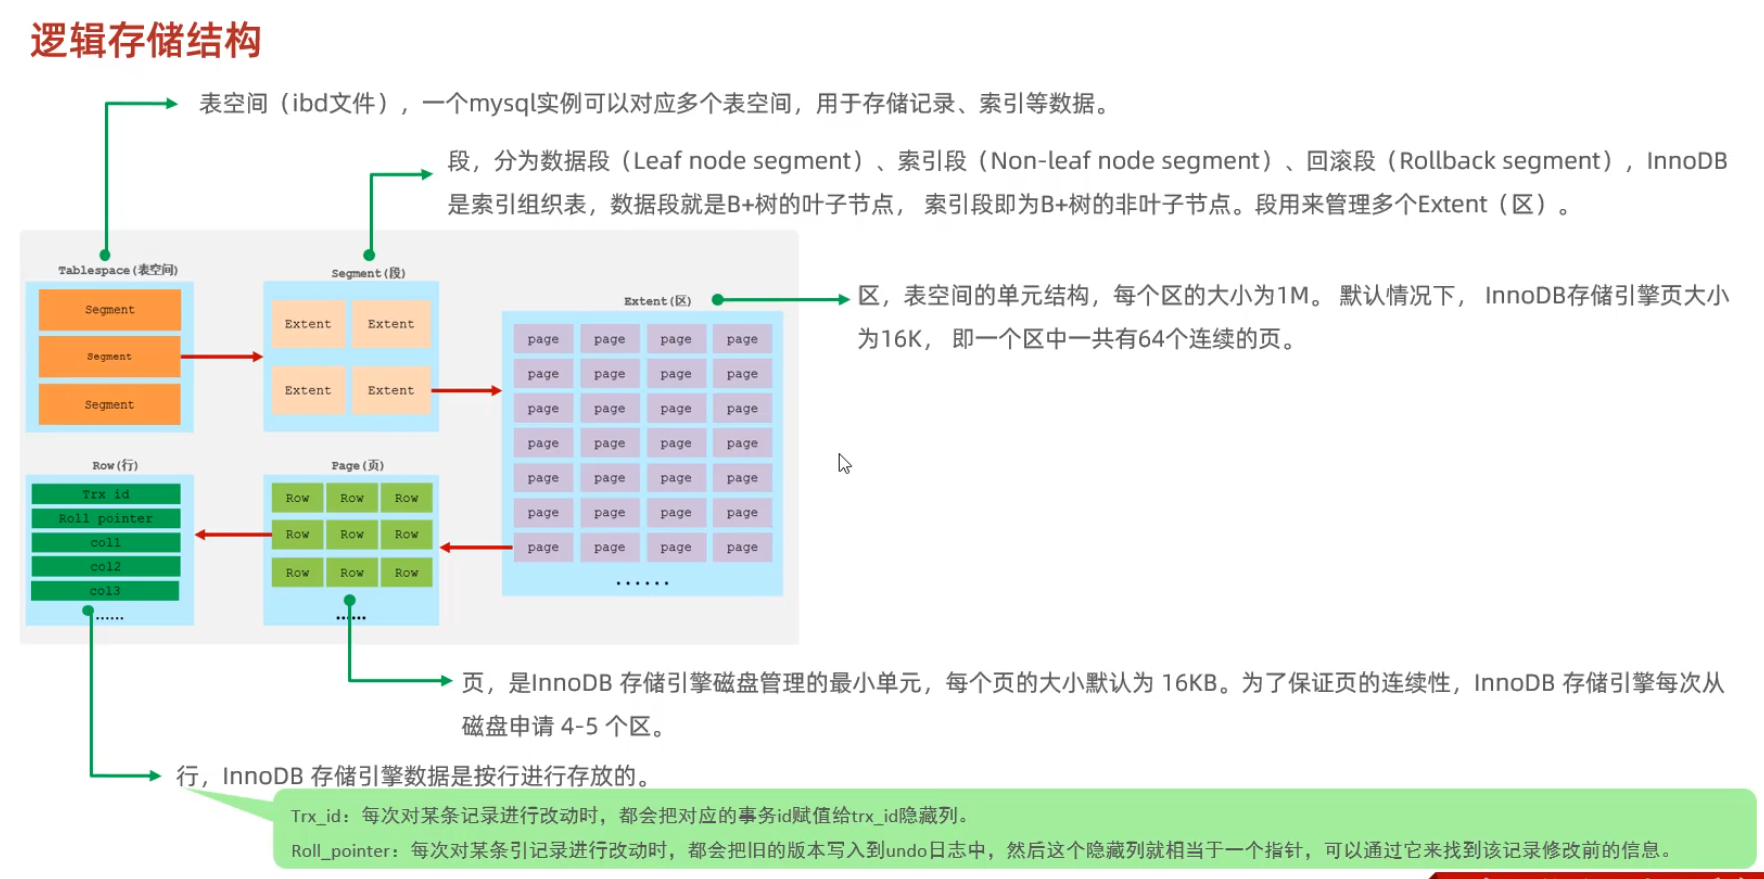 逻辑存储结构
表空间（ibd文件），一个mysql实例可以对应多个表空间，用于存储记录、索引等数据。
段，分为数据段（Leaf node segment）、索引段（Non-leaf node segment）、回滚段（Rollback segment），InnoDB
是索引组织表，数据段就是B+树的叶子节点， 索引段即为B+树的非叶子节点。段用来管理多个Extent（区）。
Tablespace(表空间)
Segment
Segment
Segment
Segment(段)
Extent Extent
Extent Extent
Extent(区)
page page page page
page page page page
page page page page
page page page page
page page page page
page page page page
page page page page
......
区，表空间的单元结构，每个区的大小为1M。 默认情况下， InnoDB存储引擎页大小
为16K， 即一个区中一共有64个连续的页。
Row(行)
Trx id
Roll pointer
col1
col2
col3
......
Page(页)
Row Row Row
Row Row Row
Row Row Row
......
页，是InnoDB 存储引擎磁盘管理的最小单元，每个页的大小默认为 16KB。为了保证页的连续性，InnoDB 存储引擎每次从
磁盘申请 4-5 个区。
行，InnoDB 存储引擎数据是按行进行存放的。
Trx_id：每次对某条记录进行改动时，都会把对应的事务id赋值给trx_id隐藏列。
Roll_pointer：每次对某条引记录进行改动时，都会把旧的版本写入到undo日志中，然后这个隐藏列就相当于一个指针，可以通过它来找到该记录修改前的信息。